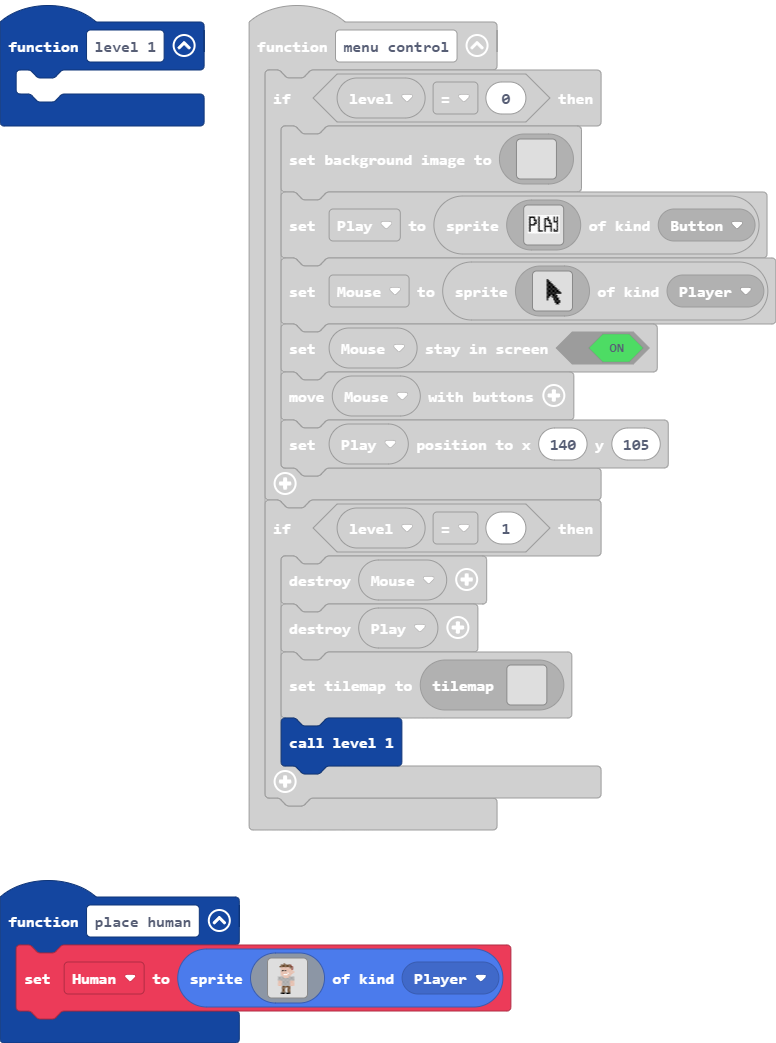 function level 1
function menu control
if level = 0 then
set background image to
set Play to sprite PLAY of kind Button
set Mouse to sprite of kind Player
set Mouse stay in screen ON
move Mouse with buttons
set Play position to x 140 y 105
if level = 1 then
destroy Mouse
destroy Play
set tilemap to tilemap
call level 1
function place human
set Human to sprite of kind Player